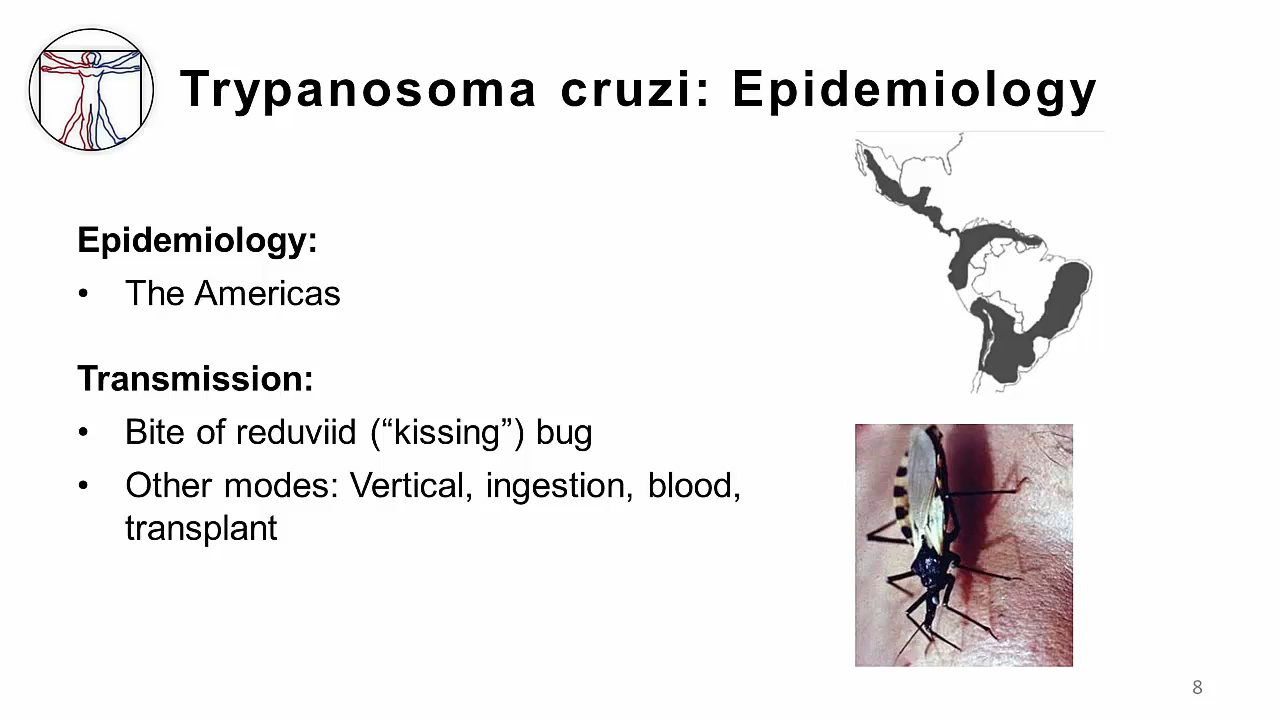 Trypanosoma cruzi: Epidemiology
Epidemiology:
• The Americas
Transmission:
• Bite of reduviid (“kissing”) bug
• Other modes: Vertical, ingestion, blood,
transplant
8